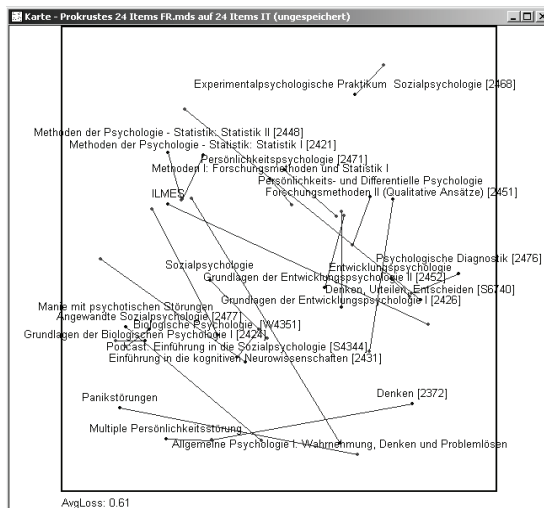 Karte - Prokrustes 24 Items FR.mds auf 24 Items IT (ungespeichert)
Experimentalpsychologische Praktikum Sozialpsychologie [2468]
Methoden der Psychologie - Statistik: Statistik II [2448]
Methoden der Psychologie - Statistik: Statistik I [2421]
Persönlichkeitspsychologie [2471]
Methoden I: Forschungsmethoden und Statistik I
Persönlichkeits- und Differentielle Psychologie
Forschungsmethoden II (Qualitative Ansätze) [2451]
ILMES
Psychologische Diagnostik [2476]
Sozialpsychologie
Entwicklungspsychologie
Grundlagen der Entwicklungspsychologie II [2452]
Denken, Urteilen, Entscheiden [S6740]
Grundlagen der Entwicklungspsychologie I [2426]
Manie mit psychotischen Störungen
Angewandte Sozialpsychologie [2477]
Biologische Psychologie [W4351]
Grundlagen der Biologischen Psychologie I [2424]
Podcast: Einführung in die Sozialpsychologie [S4344]
Einführung in die kognitiven Neurowissenschaften [2431]
Denken [2372]
Panikstörungen
Multiple Persönlichkeitsstörung
Allgemeine Psychologie I: Wahrnehmung, Denken und Problemlösen
AvgLoss: 0.61